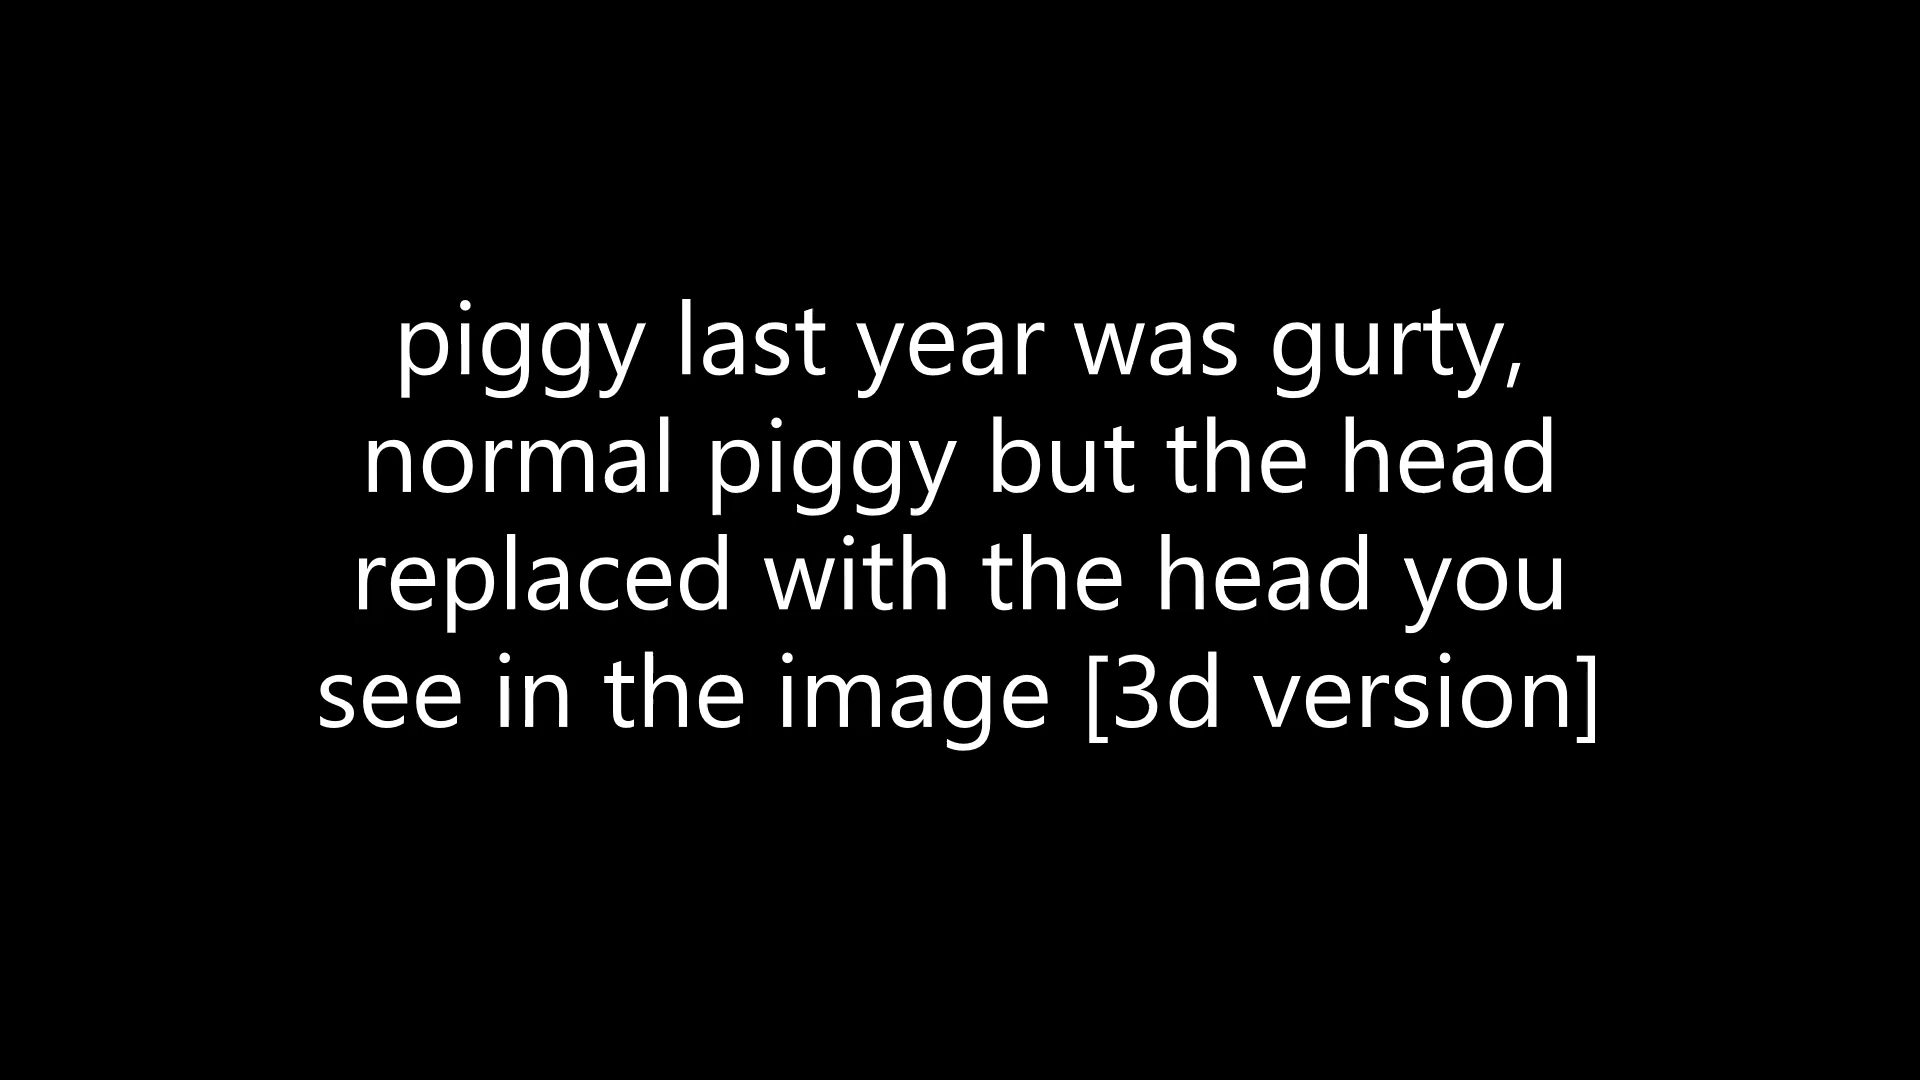 piggy last year was gurty,
normal piggy but the head
replaced with the head you
see in the image [3d version]